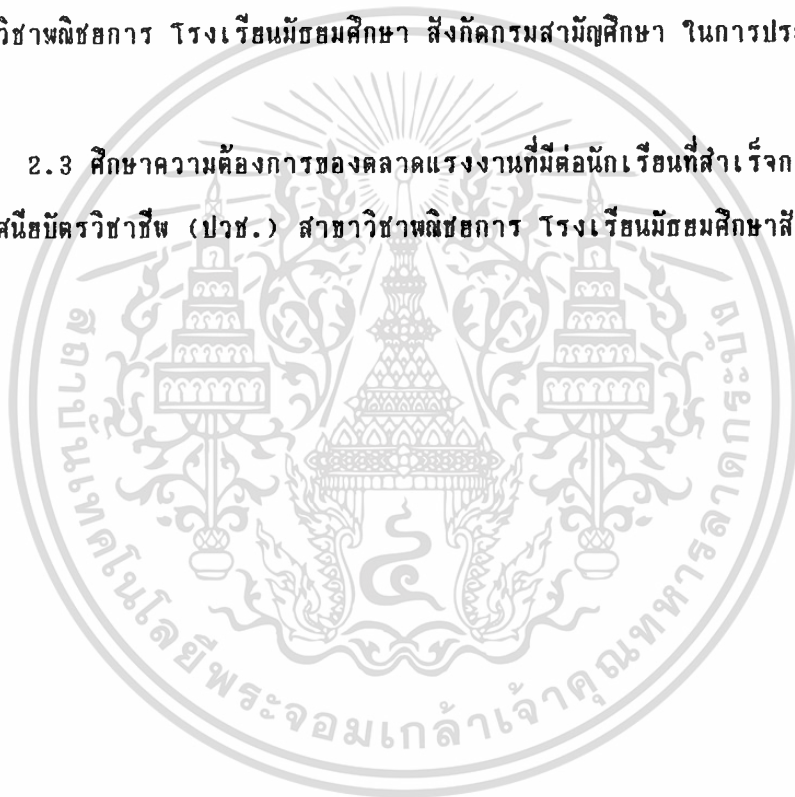 วิชาพณิชยการ โรงเรียนมัธยมศึกษา สังกัดกรมสามัญศึกษา ในการประ
2.3 ศึกษาความต้องการของตลาดแรงงานที่มีต่อนักเรียนที่สำเร็จก
ศนียบัตรวิชาชีพ (ปวช.) สาขาวิชาพณิชยการ โรงเรียนมัธยมศึกษาสั
สถาบันเทคโนโลยีพระจอมเกล้าเจ้าคุณทหารลาดกระบัง